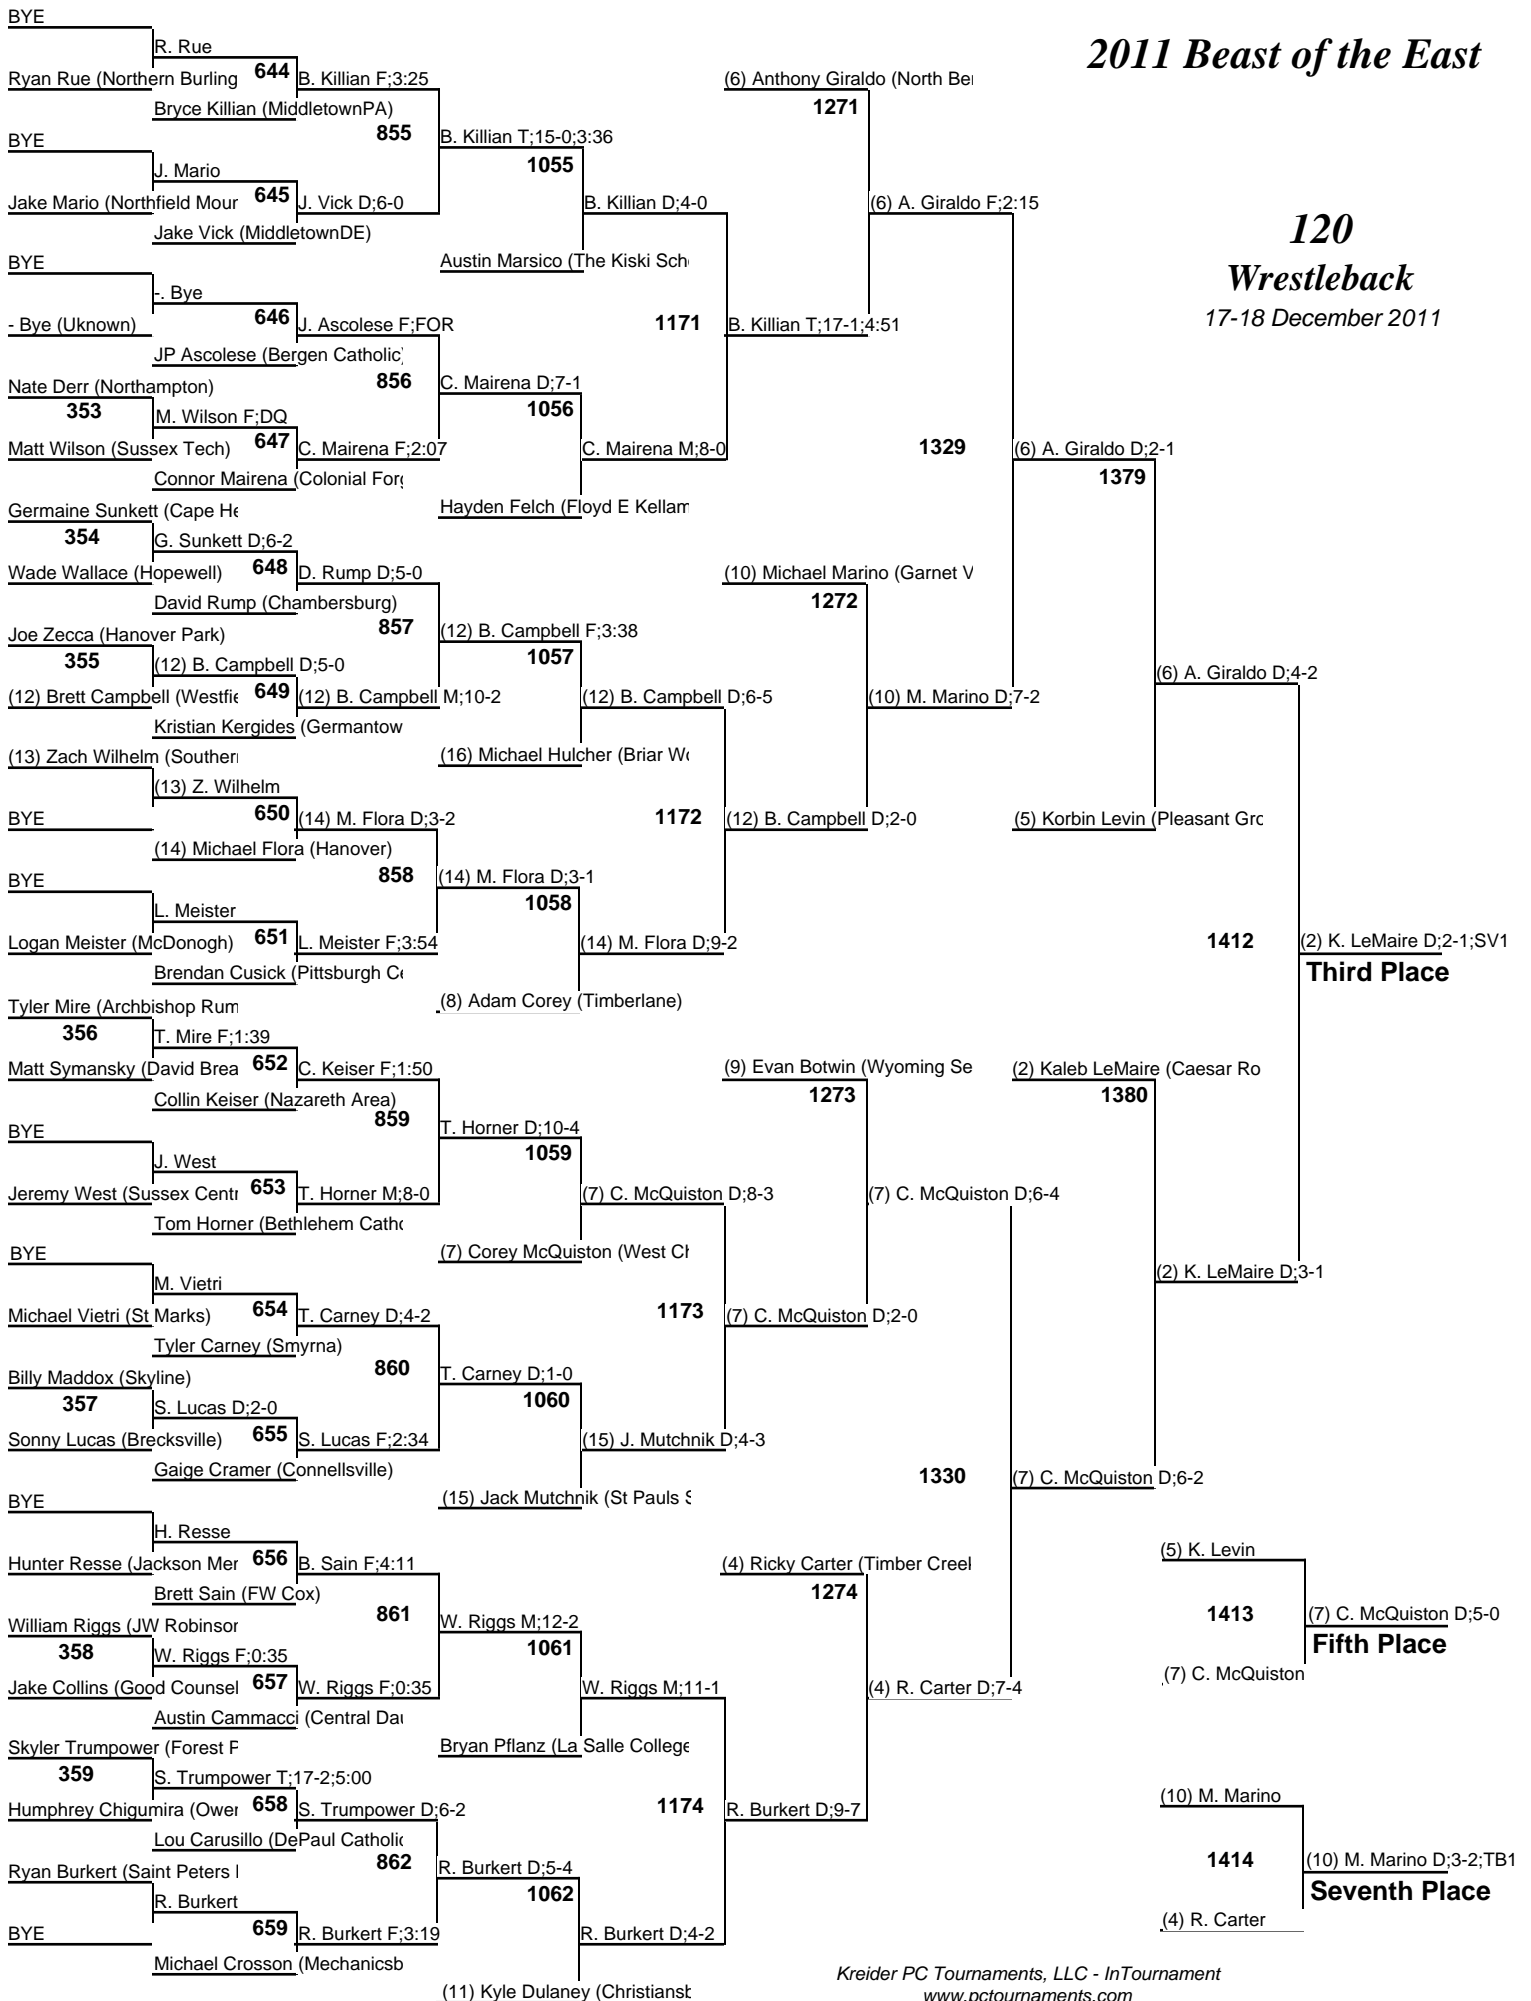 BYE
R. Rue
Ryan Rue (Northern Burling
644
B. Killian F;3:25
Bryce Killian (MiddletownPA)
855
BYE
B. Killian T;15-0;3:36
1055
J. Mario
Jake Mario (Northfield Mour
645
J. Vick D;6-0
B. Killian D;4-0
Jake Vick (MiddletownDE)
BYE
Austin Marsico (The Kiski Sch
-. Bye
- Bye (Uknown)
646
J. Ascolese F;FOR
1171
B. Killian T;17-1;4:51
JP Ascolese (Bergen Catholic)
Nate Derr (Northampton)
856
C. Mairena D;7-1
353
M. Wilson F;DQ
1056
Matt Wilson (Sussex Tech)
647
C. Mairena F;2:07
C. Mairena M;8-0
Connor Mairena (Colonial For
Germaine Sunkett (Cape He
Hayden Felch (Floyd E Kellam
354
G. Sunkett D;6-2
Wade Wallace (Hopewell)
648
D. Rump D;5-0
David Rump (Chambersburg)
Joe Zecca (Hanover Park)
857
(12) B. Campbell F;3:38
355
(12) B. Campbell D;5-0
1057
(12) Brett Campbell (Westfie
649
(12) B. Campbell M;10-2
(12) B. Campbell D;6-5
Kristian Kergides (Germantow
(13) Zach Wilhelm (Souther
(16) Michael Hulcher (Briar Wo
(13) Z. Wilhelm
BYE
650
(14) M. Flora D;3-2
1172
(12) B. Campbell D;2-0
(14) Michael Flora (Hanover)
BYE
858
(14) M. Flora D;3-1
1058
L. Meister
Logan Meister (McDonogh)
651
L. Meister F;3:54
(14) M. Flora D;9-2
Brendan Cusick (Pittsburgh Ce
Tyler Mire (Archbishop Rum
(8) Adam Corey (Timberlane)
356
T. Mire F;1:39
Matt Symansky (David Brea
652
C. Keiser F;1:50
Collin Keiser (Nazareth Area)
859
BYE
T. Horner D;10-4
1059
J. West
Jeremy West (Sussex Centr
653
T. Horner M;8-0
(7) C. McQuiston D;8-3
Tom Horner (Bethlehem Cathc
BYE
(7) Corey McQuiston (West Ch
M. Vietri
Michael Vietri (St Marks)
654
T. Carney D;4-2
1173
(7) C. McQuiston D;2-0
Tyler Carney (Smyrna)
Billy Maddox (Skyline)
860
T. Carney D;1-0
357
S. Lucas D;2-0
1060
Sonny Lucas (Brecksville)
655
S. Lucas F;2:34
(15) J. Mutchnik D;4-3
Gaige Cramer (Connellsville)
BYE
(15) Jack Mutchnik (St Pauls S
H. Resse
Hunter Resse (Jackson Mer
656
B. Sain F;4:11
Brett Sain (FW Cox)
William Riggs (JW Robinsor
861
W. Riggs M;12-2
358
W. Riggs F;0:35
1061
Jake Collins (Good Counsel
657
W. Riggs F;0:35
W. Riggs M;11-1
Austin Cammacci (Central Dau
Skyler Trumpower (Forest P
Bryan Pflanz (La Salle College
359
S. Trumpower T;17-2;5:00
Humphrey Chigumira (Ower
658
S. Trumpower D;6-2
1174
R. Burkert D;9-7
Lou Carusillo (DePaul Catholic
Ryan Burkert (Saint Peters
862
R. Burkert D;5-4
R. Burkert
1062
BYE
659
R. Burkert F;3:19
R. Burkert D;4-2
Michael Crosson (Mechanicsb
(11) Kyle Dulaney (Christiansb
(6) Anthony Giraldo (North Be
1271
(6) A. Giraldo F;2:15
1329
(6) A. Giraldo D;2-1
1379
(10) Michael Marino (Garnet V
1272
(6) A. Giraldo D;4-2
(10) M. Marino D;7-2
(5) Korbin Levin (Pleasant Gro
1412
(2) K. LeMaire D;2-1;SV1
Third Place
(9) Evan Botwin (Wyoming Se
(2) Kaleb LeMaire (Caesar Ro
1273
1380
(7) C. McQuiston D;6-4
(2) K. LeMaire D;3-1
1330
(7) C. McQuiston D;6-2
(4) Ricky Carter (Timber Creek
1274
(4) R. Carter D;7-4
(5) K. Levin
1413
(7) C. McQuiston D;5-0
Fifth Place
(7) C. McQuiston
(10) M. Marino
1414
(10) M. Marino D;3-2;TB1
Seventh Place
(4) R. Carter
2011 Beast of the East
120
Wrestleback
17-18 December 2011
Kreider PC Tournaments, LLC - InTournament
www.pctournaments.com